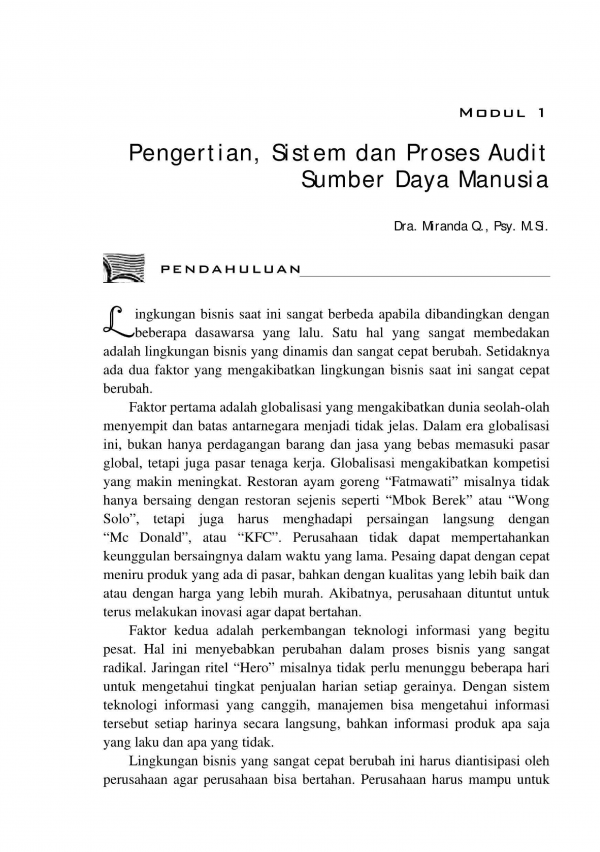 MODUL 1
Pengertian, Sistem dan Proses Audit
Sumber Daya Manusia
Dra. Miranda Q., Psy. M.Si.
PENDAHULUAN
Lingkungan bisnis saat ini sangat berbeda apabila dibandingkan dengan
beberapa dasawarsa yang lalu. Satu hal yang sangat membedakan
adalah lingkungan bisnis yang dinamis dan sangat cepat berubah. Setidaknya
ada dua faktor yang mengakibatkan lingkungan bisnis saat ini sangat cepat
berubah.
Faktor pertama adalah globalisasi yang mengakibatkan dunia seolah-olah
menyempit dan batas antarnegara menjadi tidak jelas. Dalam era globalisasi
ini, bukan hanya perdagangan barang dan jasa yang bebas memasuki pasar
global, tetapi juga pasar tenaga kerja. Globalisasi mengakibatkan kompetisi
yang makin meningkat. Restoran ayam goreng “Fatmawati” misalnya tidak
hanya bersaing dengan restoran sejenis seperti “Mbok Berek” atau “Wong
Solo”, tetapi juga harus menghadapi persaingan langsung dengan
“Mc Donald”, atau “KFC”. Perusahaan tidak dapat mempertahankan
keunggulan bersaingnya dalam waktu yang lama. Pesaing dapat dengan cepat
meniru produk yang ada di pasar, bahkan dengan kualitas yang lebih baik dan
atau dengan harga yang lebih murah. Akibatnya, perusahaan dituntut untuk
terus melakukan inovasi agar dapat bertahan.
Faktor kedua adalah perkembangan teknologi informasi yang begitu
pesat. Hal ini menyebabkan perubahan dalam proses bisnis yang sangat
radikal. Jaringan ritel “Hero” misalnya tidak perlu menunggu beberapa hari
untuk mengetahui tingkat penjualan harian setiap gerainya. Dengan sistem
teknologi informasi yang canggih, manajemen bisa mengetahui informasi
tersebut setiap harinya secara langsung, bahkan informasi produk apa saja
yang laku dan apa yang tidak.
Lingkungan bisnis yang sangat cepat berubah ini harus diantisipasi oleh
perusahaan agar perusahaan bisa bertahan. Perusahaan harus mampu untuk